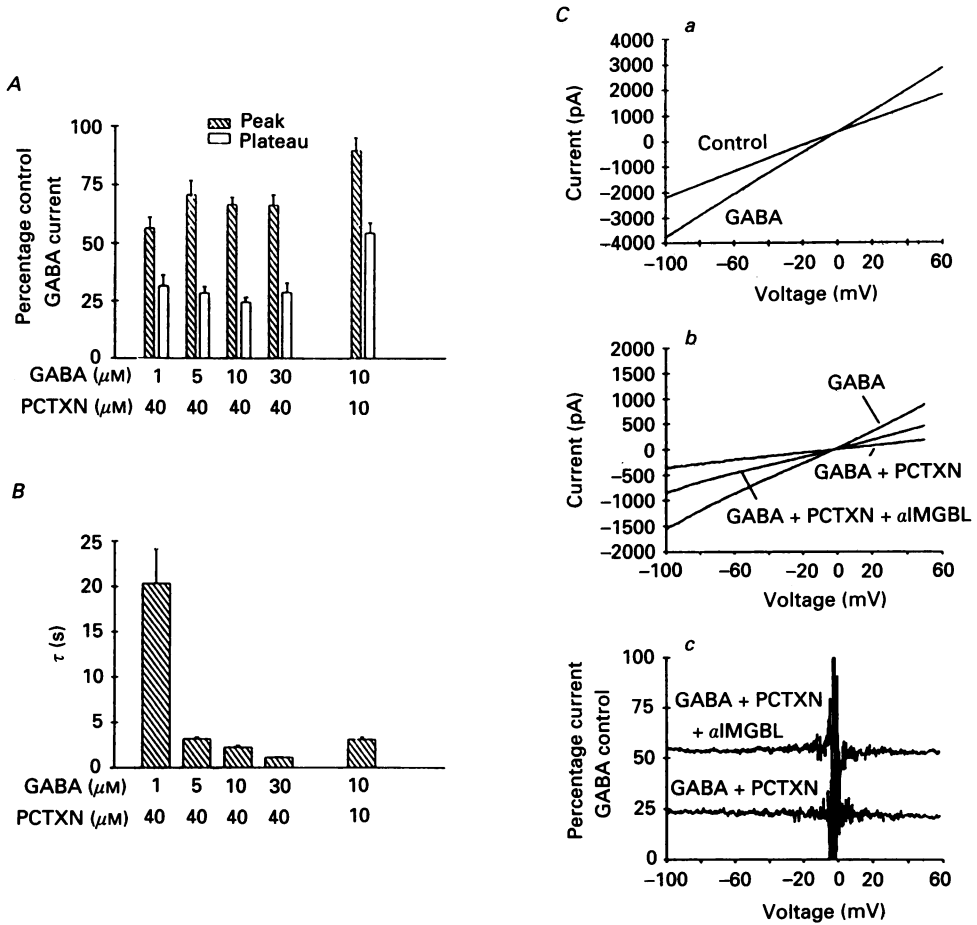 A
Percentage control
GABA current
100
75
50
25
0
Peak
Plateau
GABA (μM) 1 5 10 30 10
PCTXN (μM) 40 40 40 40 10
B
τ (s)
25
20
15
10
5
0
GABA (μM) 1 5 10 30 10
PCTXN (μM) 40 40 40 40 10
C
a
Current (pA)
4000
3000
2000
1000
0
−1000
−2000
−3000
−4000
Control
GABA
−100 −60 −20 0 20 60
Voltage (mV)
b
Current (pA)
2000
1500
1000
500
0
−500
−1000
−1500
−2000
GABA
GABA + PCTXN
GABA + PCTXN + αIMGBL
−100 −60 −20 0 20 60
Voltage (mV)
c
Percentage current
GABA control
100
75
50
25
0
GABA + PCTXN
+ αIMGBL
GABA + PCTXN
−100 −60 −20 0 20 60
Voltage (mV)